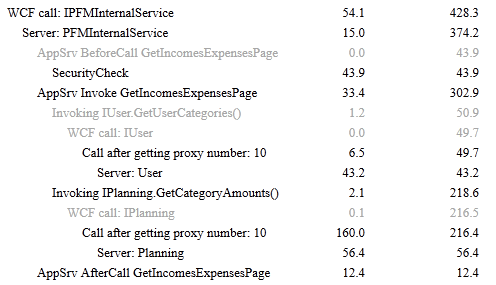 WCF call: IPFMInternalService 54.1 428.3
Server: PFMInternalService 15.0 374.2
AppSrv BeforeCall GetIncomesExpensesPage 0.0 43.9
SecurityCheck 43.9 43.9
AppSrv Invoke GetIncomesExpensesPage 33.4 302.9
Invoking IUser.GetUserCategories() 1.2 50.9
WCF call: IUser 0.0 49.7
Call after getting proxy number: 10 6.5 49.7
Server: User 43.2 43.2
Invoking IPlanning.GetCategoryAmounts() 2.1 218.6
WCF call: IPlanning 0.1 216.5
Call after getting proxy number: 10 160.0 216.4
Server: Planning 56.4 56.4
AppSrv AfterCall GetIncomesExpensesPage 12.4 12.4